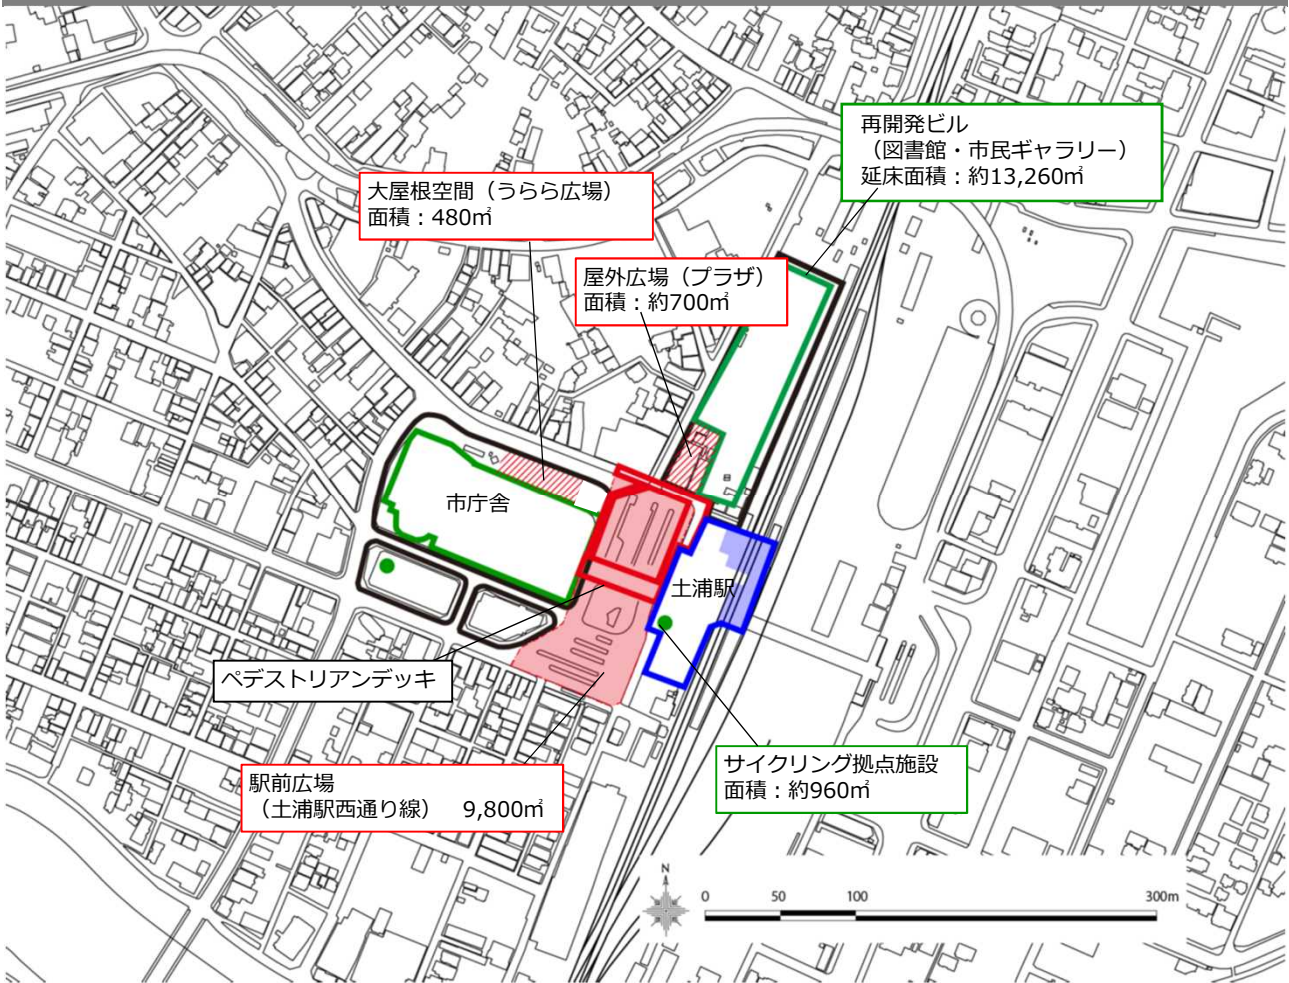 再開発ビル
（図書館・市民ギャラリー）
延床面積：約13,260㎡
大屋根空間（うらら広場）
面積：480㎡
屋外広場（プラザ）
面積：約700㎡
市庁舎
土浦駅
ペデストリアンデッキ
サイクリング拠点施設
面積：約960㎡
駅前広場
（土浦駅西通り線）　9,800㎡
N
0 50 100 300m